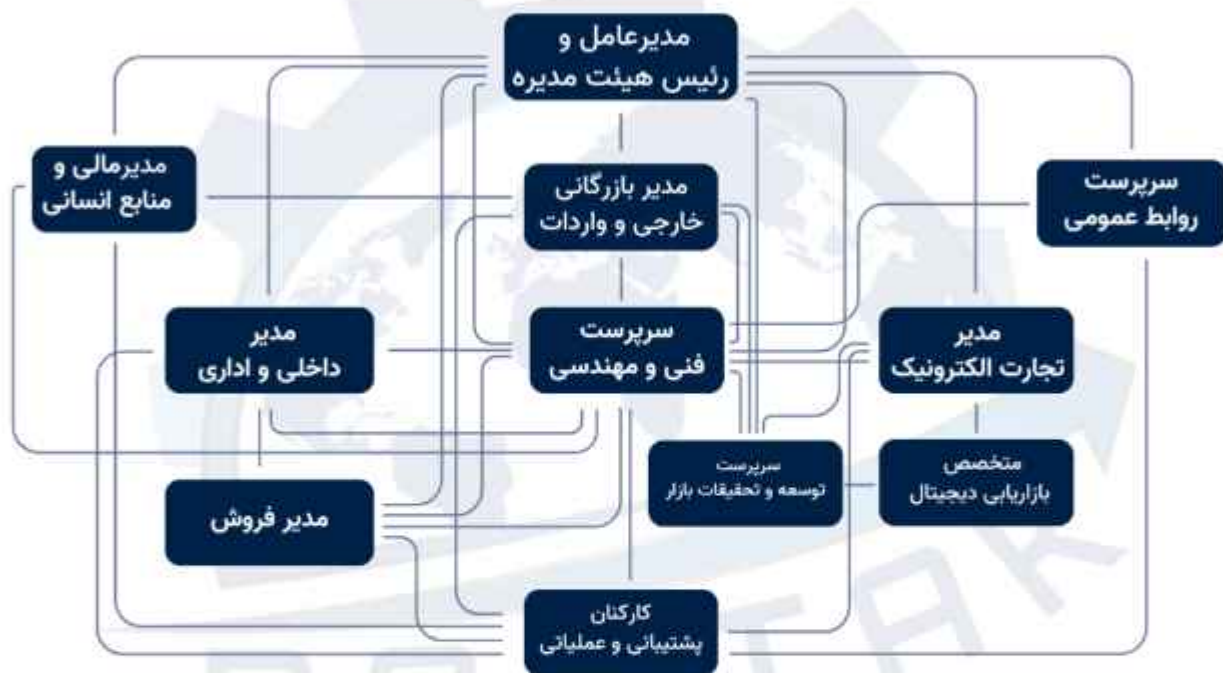 مدیرعامل و
رئیس هیئت مدیره
مدیرمالی و
منابع انسانی
مدیر بازرگانی
خارجی و واردات
سرپرست
روابط عمومی
مدیر
داخلی و اداری
سرپرست
فنی و مهندسی
مدیر
تجارت الکترونیک
مدیر فروش
سرپرست
توسعه و تحقیقات بازار
متخصص
بازاریابی دیجیتال
کارکنان
پشتیبانی و عملیاتی